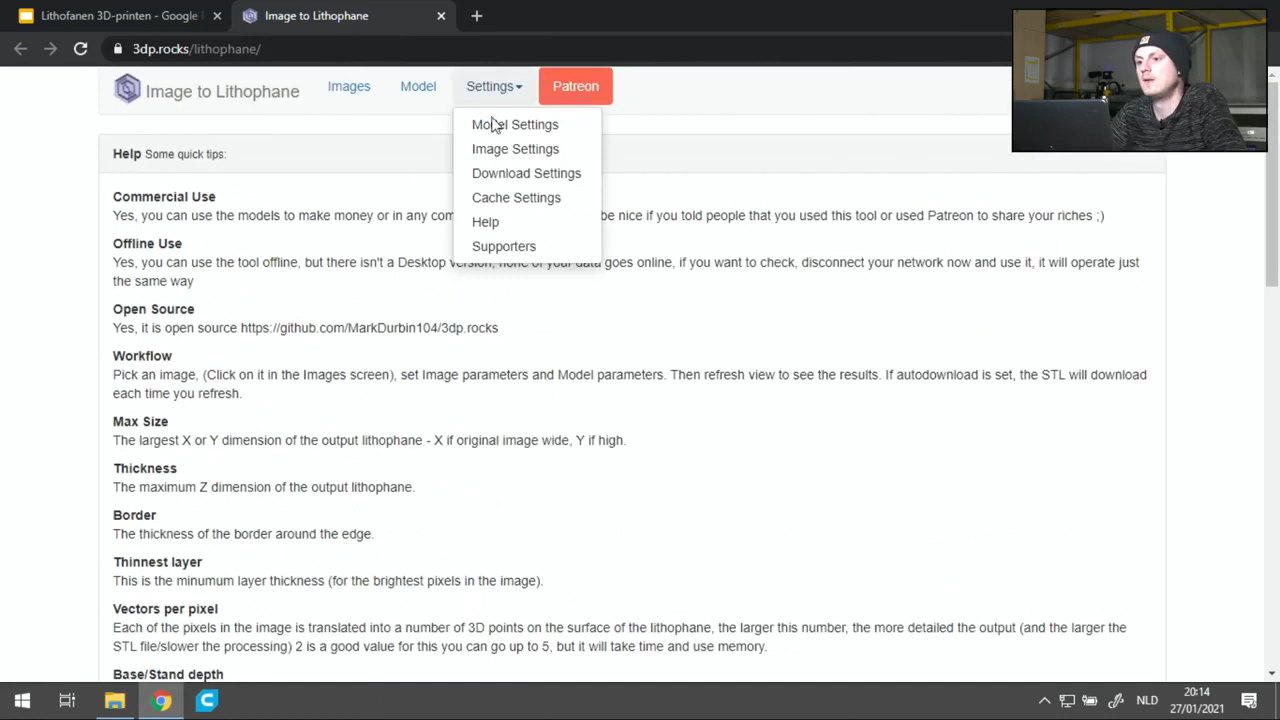 Lithofanen 3D-printen - Google
Image to Lithophane
3dp.rocks/lithophane/
Image to Lithophane
Images
Model
Settings
Patreon
Model Settings
Image Settings
Download Settings
Cache Settings
Help
Supporters
Help Some quick tips:
Commercial Use
Yes, you can use the models to make money or in any com
be nice if you told people that you used this tool or used Patreon to share your riches ;)
Offline Use
Yes, you can use the tool offline, but there isn't a Desktop version, none of your data goes online, if you want to check, disconnect your network now and use it, it will operate just
the same way
Open Source
Yes, it is open source https://github.com/MarkDurbin104/3dp.rocks
Workflow
Pick an image, (Click on it in the Images screen), set Image parameters and Model parameters. Then refresh view to see the results. If autodownload is set, the STL will download
each time you refresh.
Max Size
The largest X or Y dimension of the output lithophane - X if original image wide, Y if high.
Thickness
The maximum Z dimension of the output lithophane.
Border
The thickness of the border around the edge.
Thinnest layer
This is the minumum layer thickness (for the brightest pixels in the image).
Vectors per pixel
Each of the pixels in the image is translated into a number of 3D points on the surface of the lithophane, the larger this number, the more detailed the output (and the larger the
STL file/slower the processing) 2 is a good value for this you can go up to 5, but it will take time and use memory.
Base/Stand depth
NLD
20:14
27/01/2021